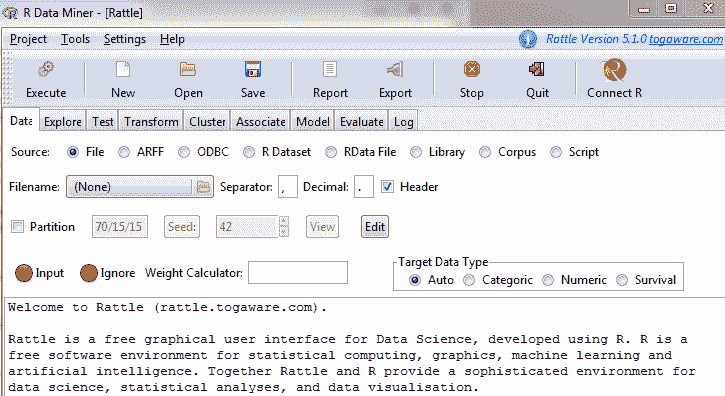 R Data Miner - [Rattle]
Project Tools Settings Help Rattle Version 5.1.0 togaware.com
Execute New Open Save Report Export Stop Quit Connect R
Data Explore Test Transform Cluster Associate Model Evaluate Log
Source: File ARFF ODBC R Dataset RData File Library Corpus Script
Filename: (None) Separator: , Decimal: . Header
Partition 70/15/15 Seed: 42 View Edit
Target Data Type
Input Ignore Weight Calculator: Auto Categoric Numeric Survival
Welcome to Rattle (rattle.togaware.com).
Rattle is a free graphical user interface for Data Science, developed using R. R is a
free software environment for statistical computing, graphics, machine learning and
artificial intelligence. Together Rattle and R provide a sophisticated environment for
data science, statistical analyses, and data visualisation.